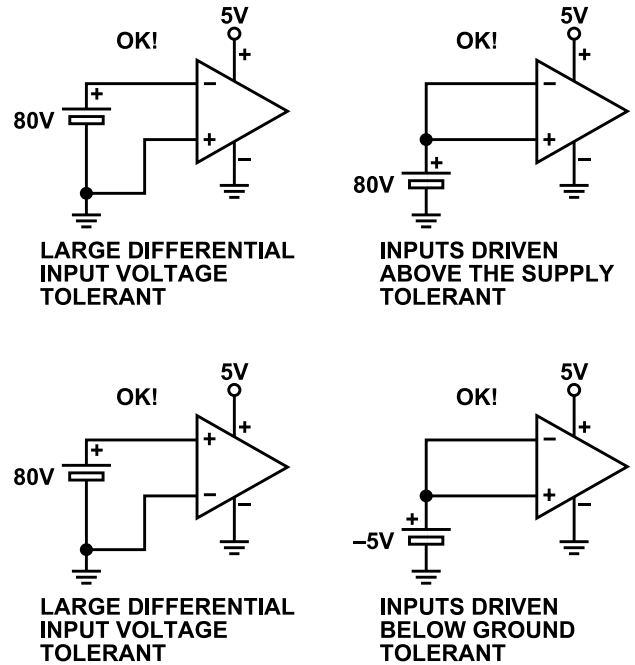 5V
OK!
+
+
−
80V
+
−
LARGE DIFFERENTIAL
INPUT VOLTAGE
TOLERANT
5V
OK!
+
−
+
+
−
80V
INPUTS DRIVEN
ABOVE THE SUPPLY
TOLERANT
5V
OK!
+
+
+
80V
−
−
LARGE DIFFERENTIAL
INPUT VOLTAGE
TOLERANT
5V
OK!
+
−
+
+
−
–5V
INPUTS DRIVEN
BELOW GROUND
TOLERANT